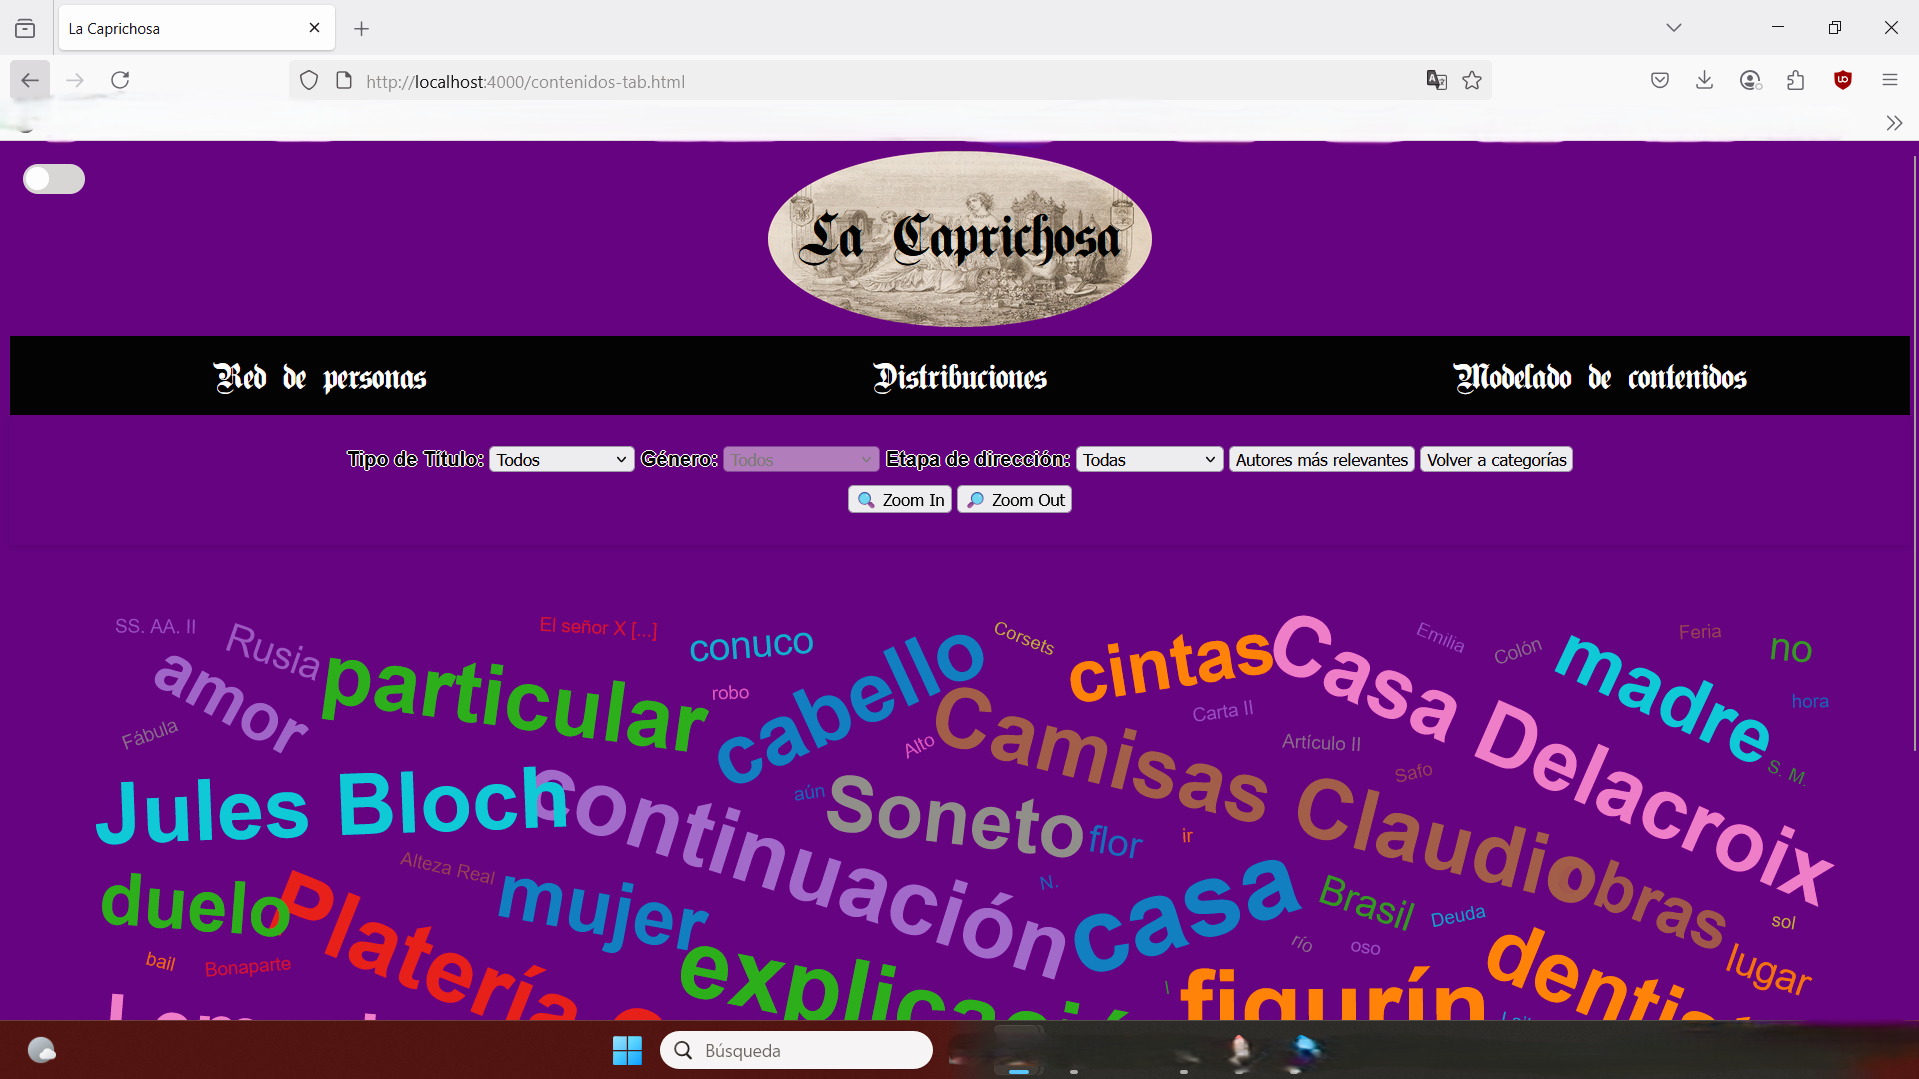 La Caprichosa
http://localhost:4000/contenidos-tab.html
La Caprichosa
Red de personas
Distribuciones
Modelado de contenidos
Tipo de Título: Todos Género: Todos Etapa de dirección: Todas Autores más relevantes Volver a categorías
Zoom In Zoom Out
SS. AA. II
Rusia
El señor X [...]
conuco
Corsets
cintas
Casa Delacroix
Emilia
Colón
madre
Feria
no
amor
particular
robo
cabello
Camisas Claudio
Carta II
hora
Fábula
Alto
Artículo II
Safo
S. M.
Jules Bloch
continuación
aún
Soneto
flor
ir
obras
Alteza Real
duelo
Platería
mujer
N.
casa
Brasil
Deuda
sol
río
oso
bail
Bonaparte
explicació
I
figurín
lugar
Búsqueda